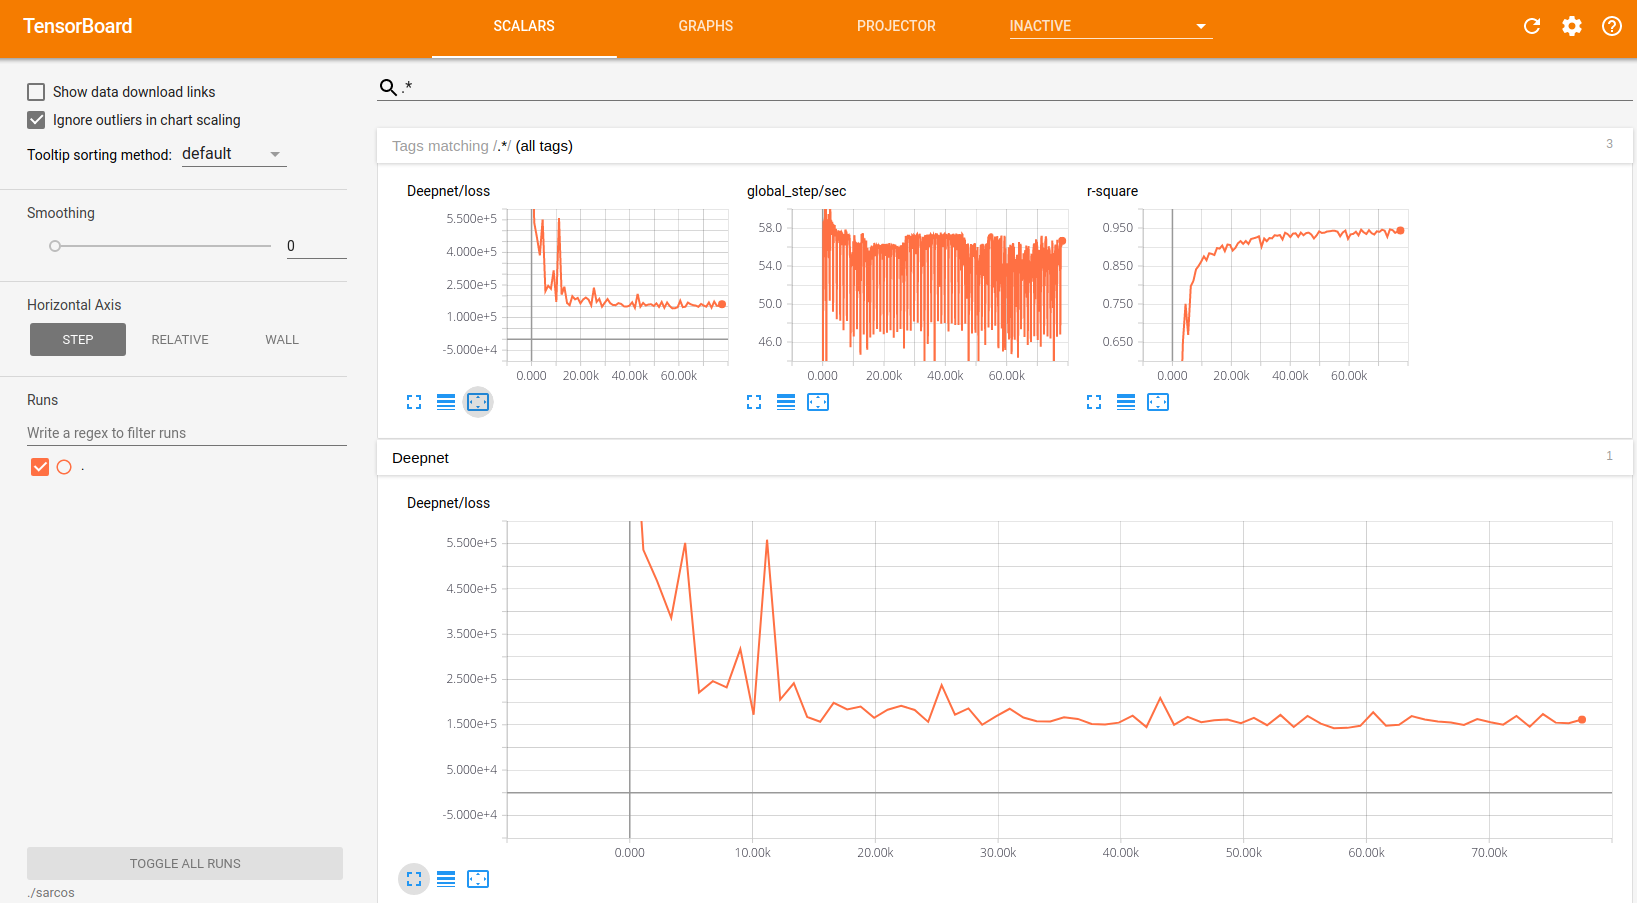 TensorBoard
SCALARS
GRAPHS
PROJECTOR
INACTIVE
Show data download links
Ignore outliers in chart scaling
Tooltip sorting method: default
Smoothing
0
Horizontal Axis
STEP
RELATIVE
WALL
Runs
Write a regex to filter runs
.
TOGGLE ALL RUNS
./sarcos
.*
Tags matching /.*/ (all tags)
3
Deepnet/loss
5.500e+5
4.000e+5
2.500e+5
1.000e+5
-5.000e+4
0.000 20.00k 40.00k 60.00k
global_step/sec
58.0
54.0
50.0
46.0
0.000 20.00k 40.00k 60.00k
r-square
0.950
0.850
0.750
0.650
0.000 20.00k 40.00k 60.00k
Deepnet
1
Deepnet/loss
5.500e+5
4.500e+5
3.500e+5
2.500e+5
1.500e+5
5.000e+4
-5.000e+4
0.000 10.00k 20.00k 30.00k 40.00k 50.00k 60.00k 70.00k